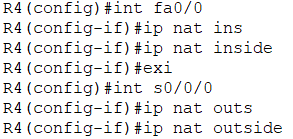 R4(config)#int fa0/0
R4(config-if)#ip nat ins
R4(config-if)#ip nat inside
R4(config-if)#exi
R4(config)#int s0/0/0
R4(config-if)#ip nat outs
R4(config-if)#ip nat outside